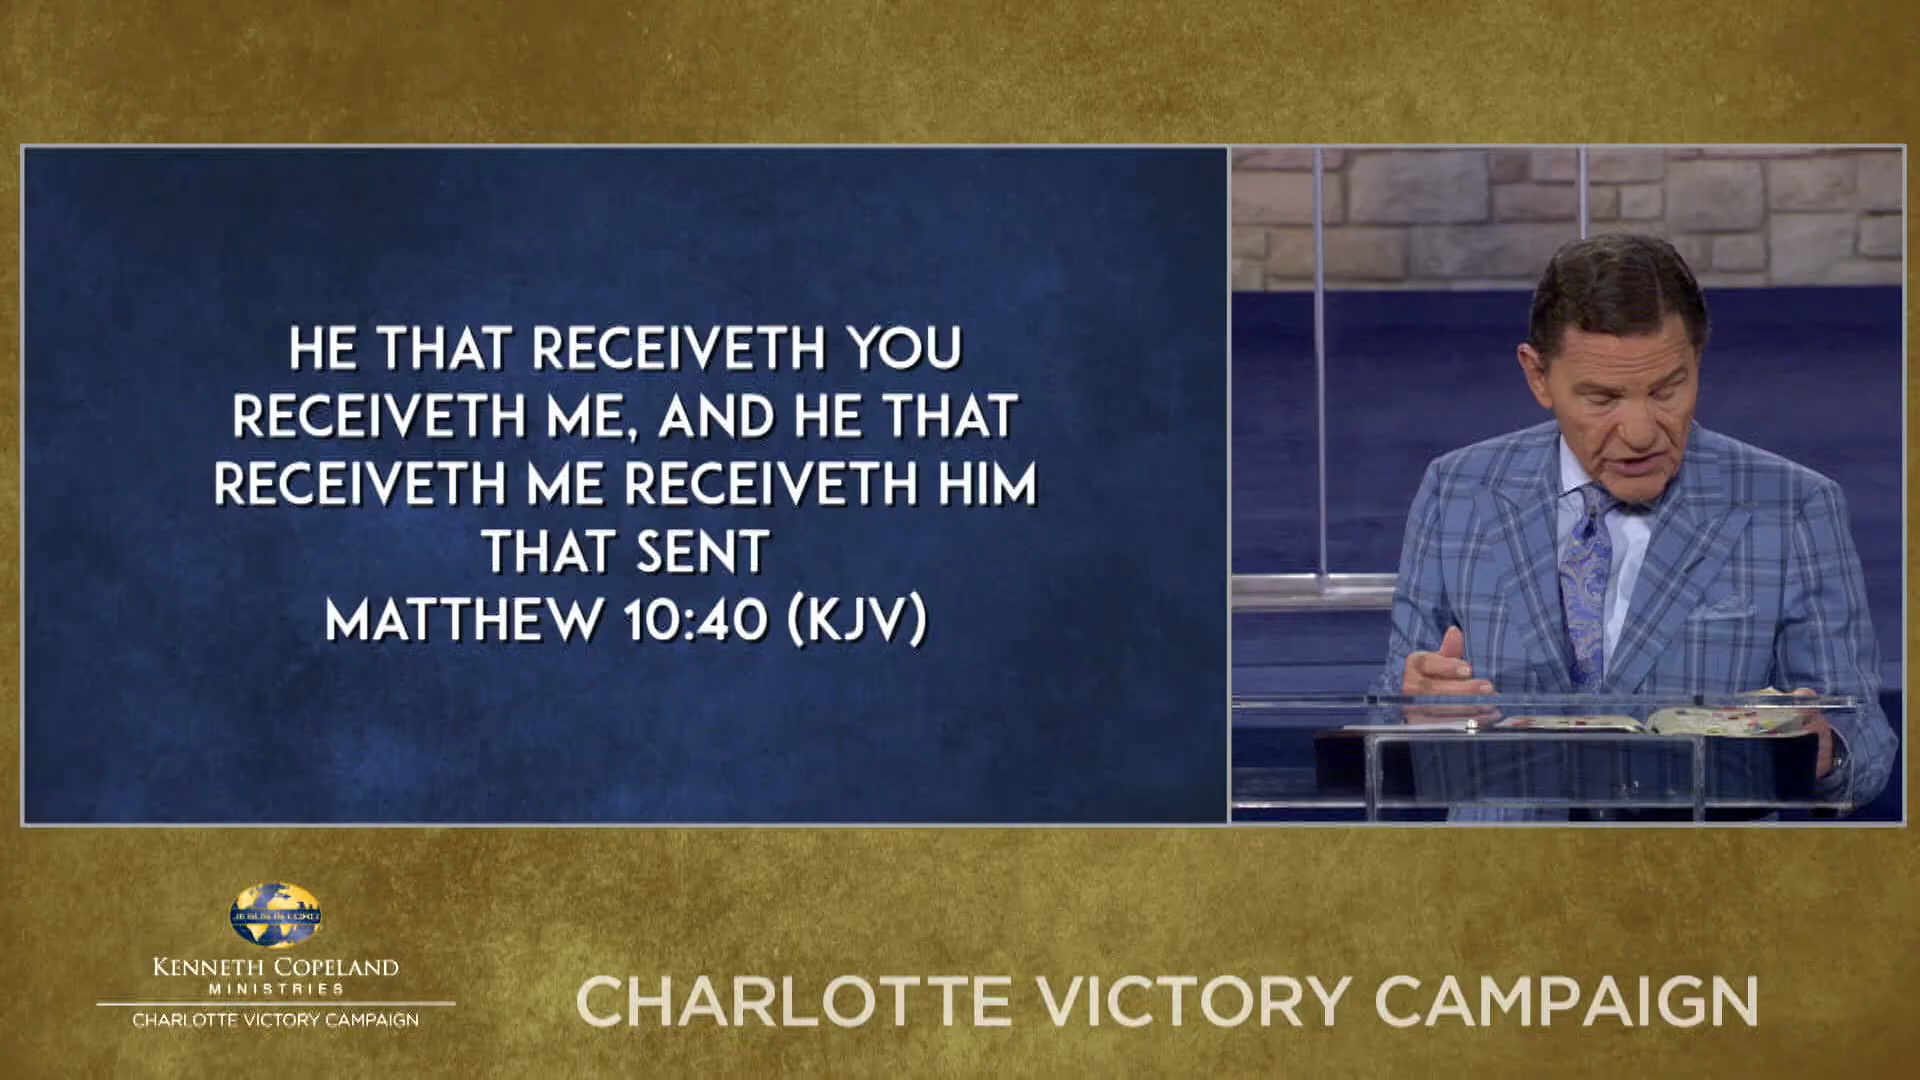 HE THAT RECEIVETH YOU
RECEIVETH ME, AND HE THAT
RECEIVETH ME RECEIVETH HIM
THAT SENT
MATTHEW 10:40 (KJV)
KENNETH COPELAND
MINISTRIES
CHARLOTTE VICTORY CAMPAIGN
CHARLOTTE VICTORY CAMPAIGN